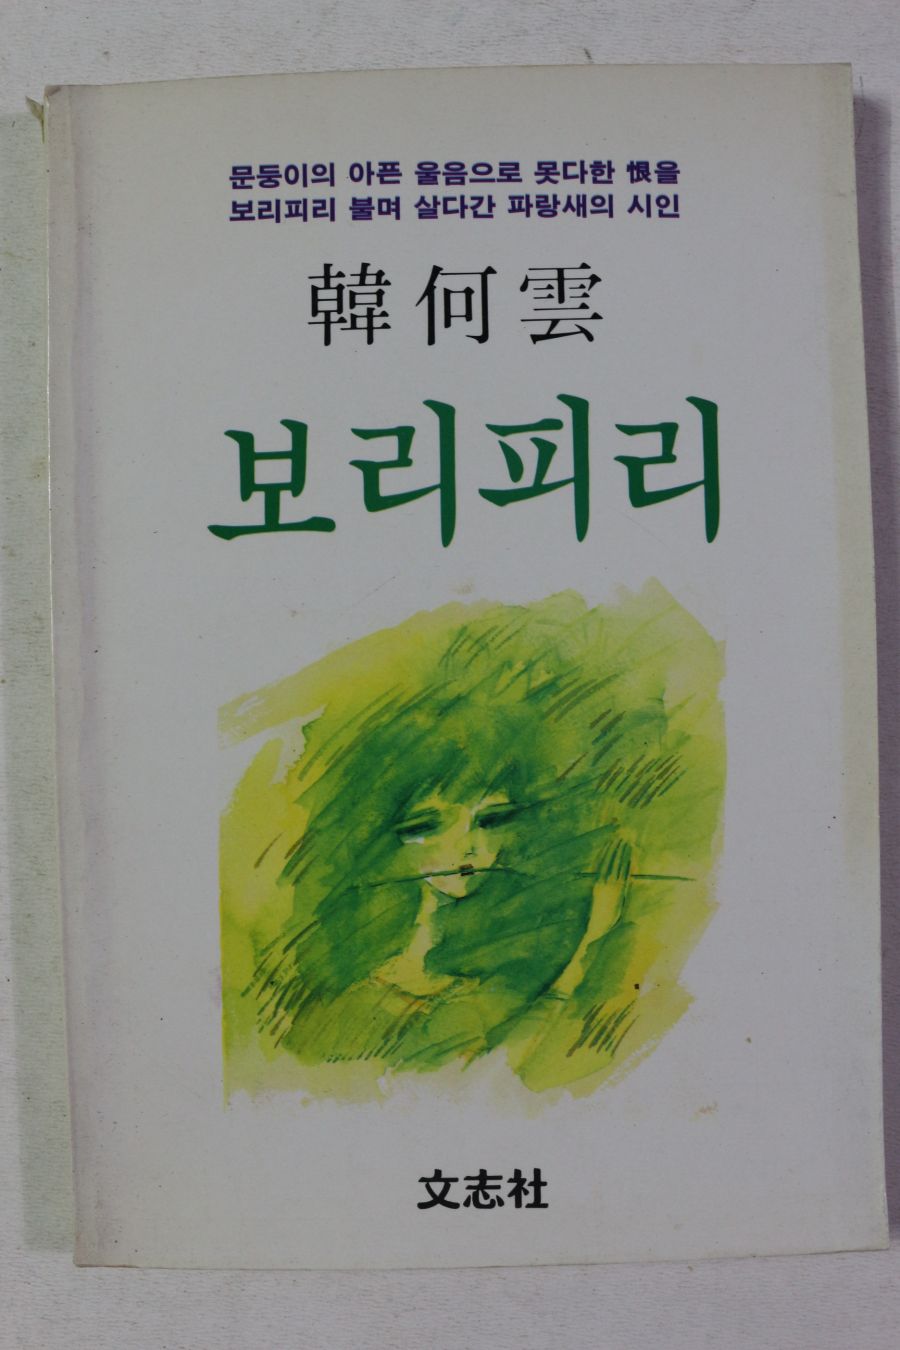 문둥이의 아픈 울음으로 못다한 恨을
보리피리 불며 살다간 파랑새의 시인
韓何雲
보리피리
文志社